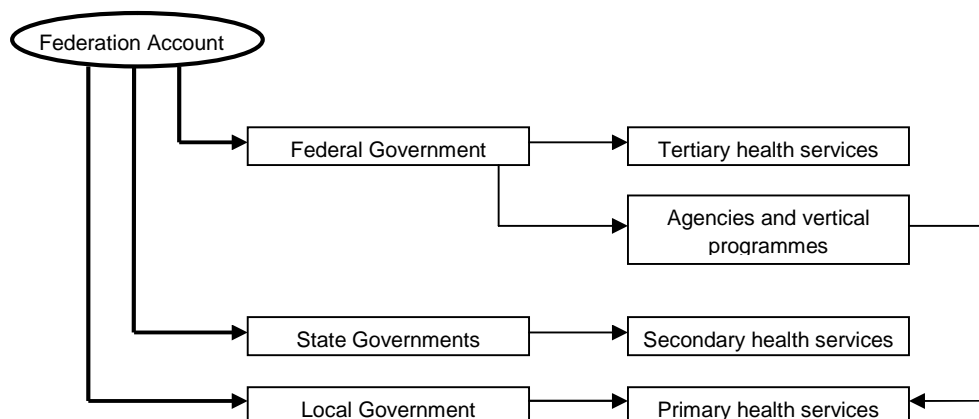 Federation Account
Federal Government
Tertiary health services
Agencies and vertical
programmes
State Governments
Secondary health services
Local Government
Primary health services